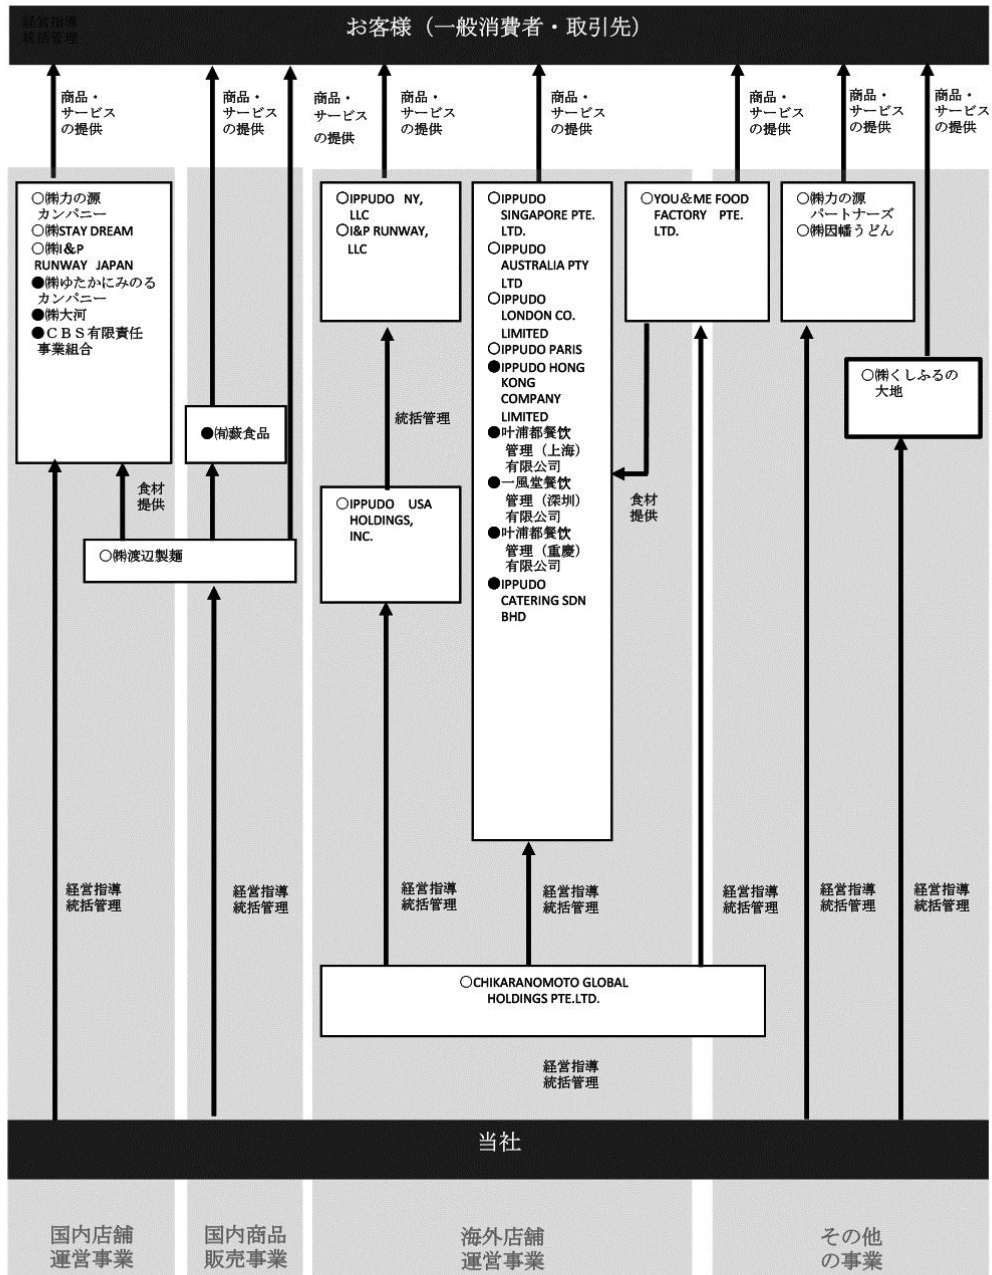 経営指導
統括管理
お客様（一般消費者・取引先）
商品・
サービス
の提供
商品・
サービス
の提供
商品・
サービス
の提供
商品・
サービス
の提供
商品・
サービス
の提供
商品・
サービス
の提供
商品・
サービス
の提供
商品・
サービス
の提供
○㈱力の源
カンパニー
○㈱STAY DREAM
○㈱I&P
RUNWAY JAPAN
●㈱ゆたかにみのる
カンパニー
●㈱大河
●ＣＢＳ有限責任
事業組合
●㈲薮食品
食材
提供
○㈱渡辺製麺
○IPPUDO NY,
LLC
○I&P RUNWAY,
LLC
統括管理
○IPPUDO USA
HOLDINGS,
INC.
○IPPUDO
SINGAPORE PTE.
LTD.
○IPPUDO
AUSTRALIA PTY
LTD
○IPPUDO
LONDON CO.
LIMITED
○IPPUDO PARIS
●IPPUDO HONG
KONG
COMPANY
LIMITED
●叶浦都餐饮
管理（上海）
有限公司
●一風堂餐饮
管理（深圳）
有限公司
●叶浦都餐饮
管理（重慶）
有限公司
●IPPUDO
CATERING SDN
BHD
○YOU＆ME FOOD
FACTORY PTE.
LTD.
食材
提供
○㈱力の源
パートナーズ
○㈱因幡うどん
○㈱くしふるの
大地
経営指導
統括管理
経営指導
統括管理
経営指導
統括管理
経営指導
統括管理
経営指導
統括管理
経営指導
統括管理
経営指導
統括管理
○CHIKARANOMOTO GLOBAL
HOLDINGS PTE.LTD.
経営指導
統括管理
当社
国内店舗
運営事業
国内商品
販売事業
海外店舗
運営事業
その他
の事業